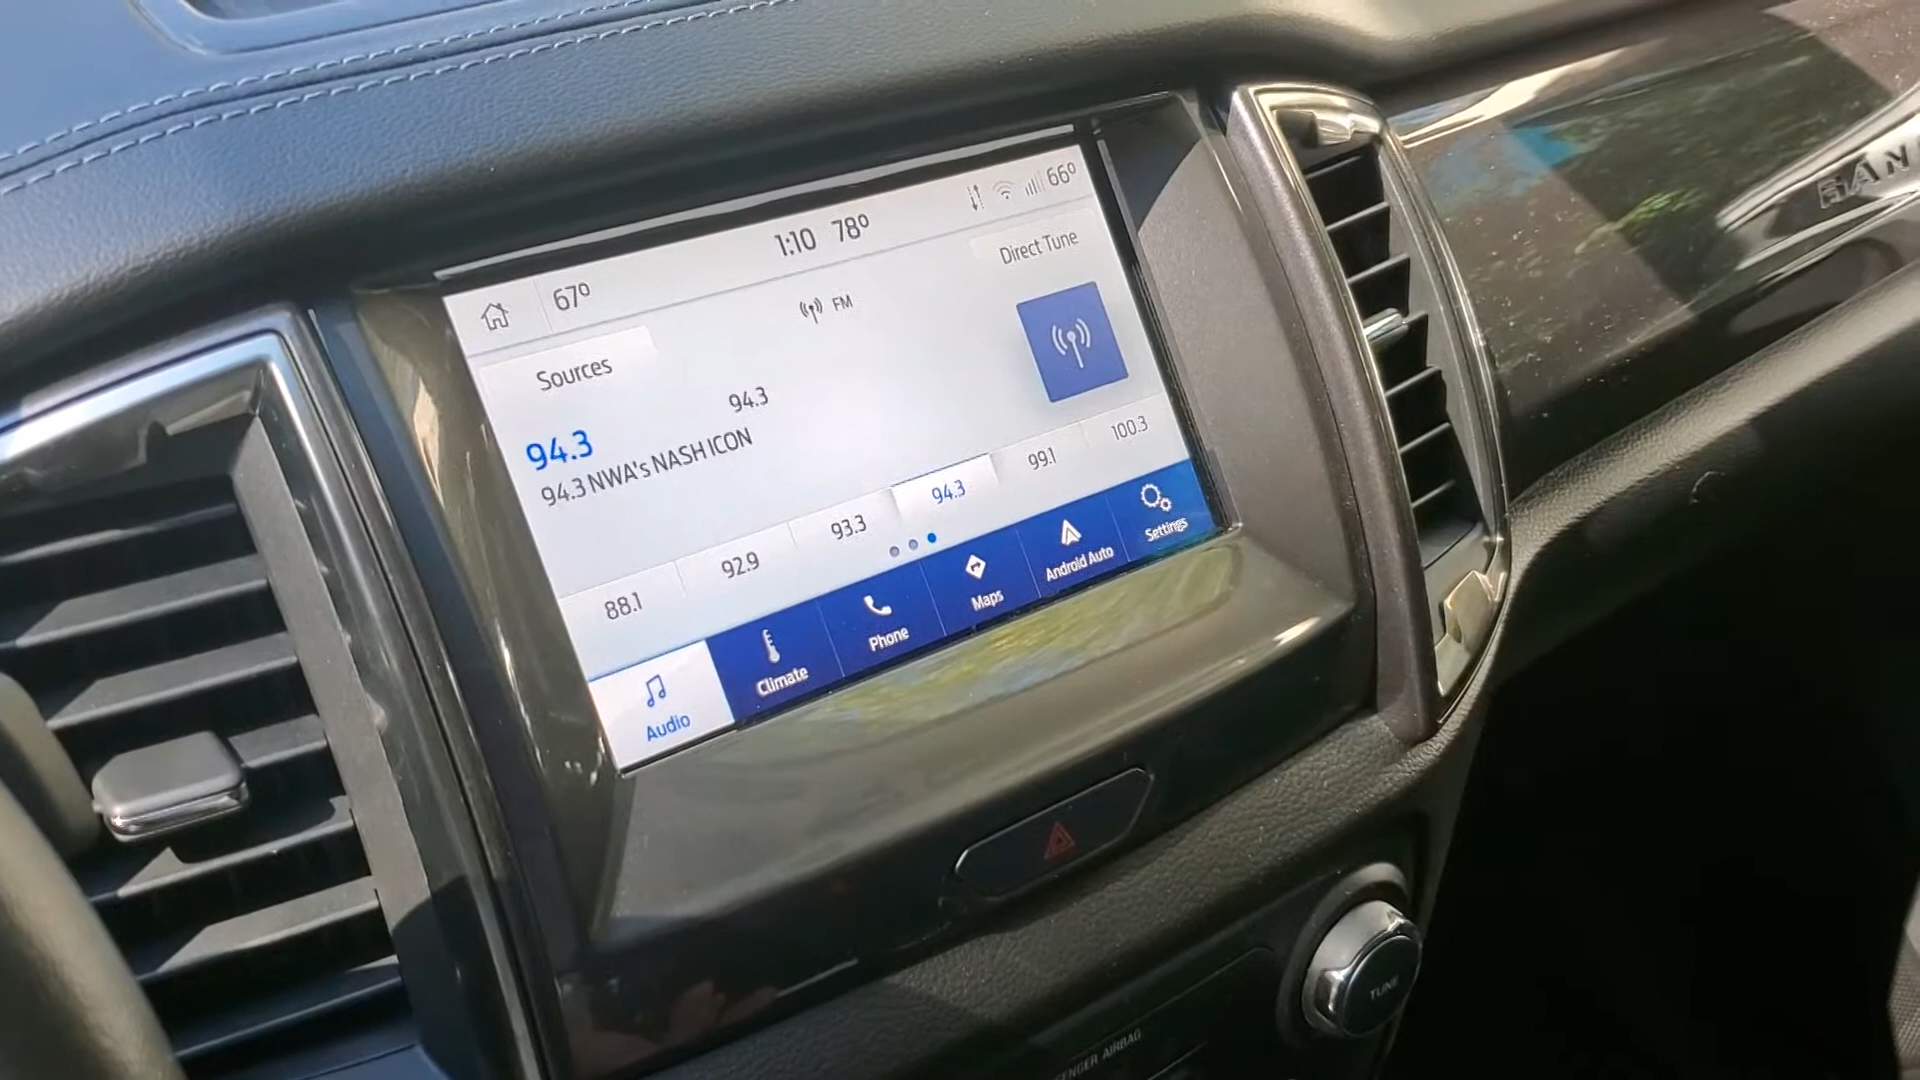 67° 1:10 78° 66°
Sources FM Direct Tune
94.3
94.3
94.3 NWA's NASH ICON
88.1 92.9 93.3 94.3 99.1 100.3
Audio Climate Phone Maps Android Auto Settings
TUNE
AIRBAG